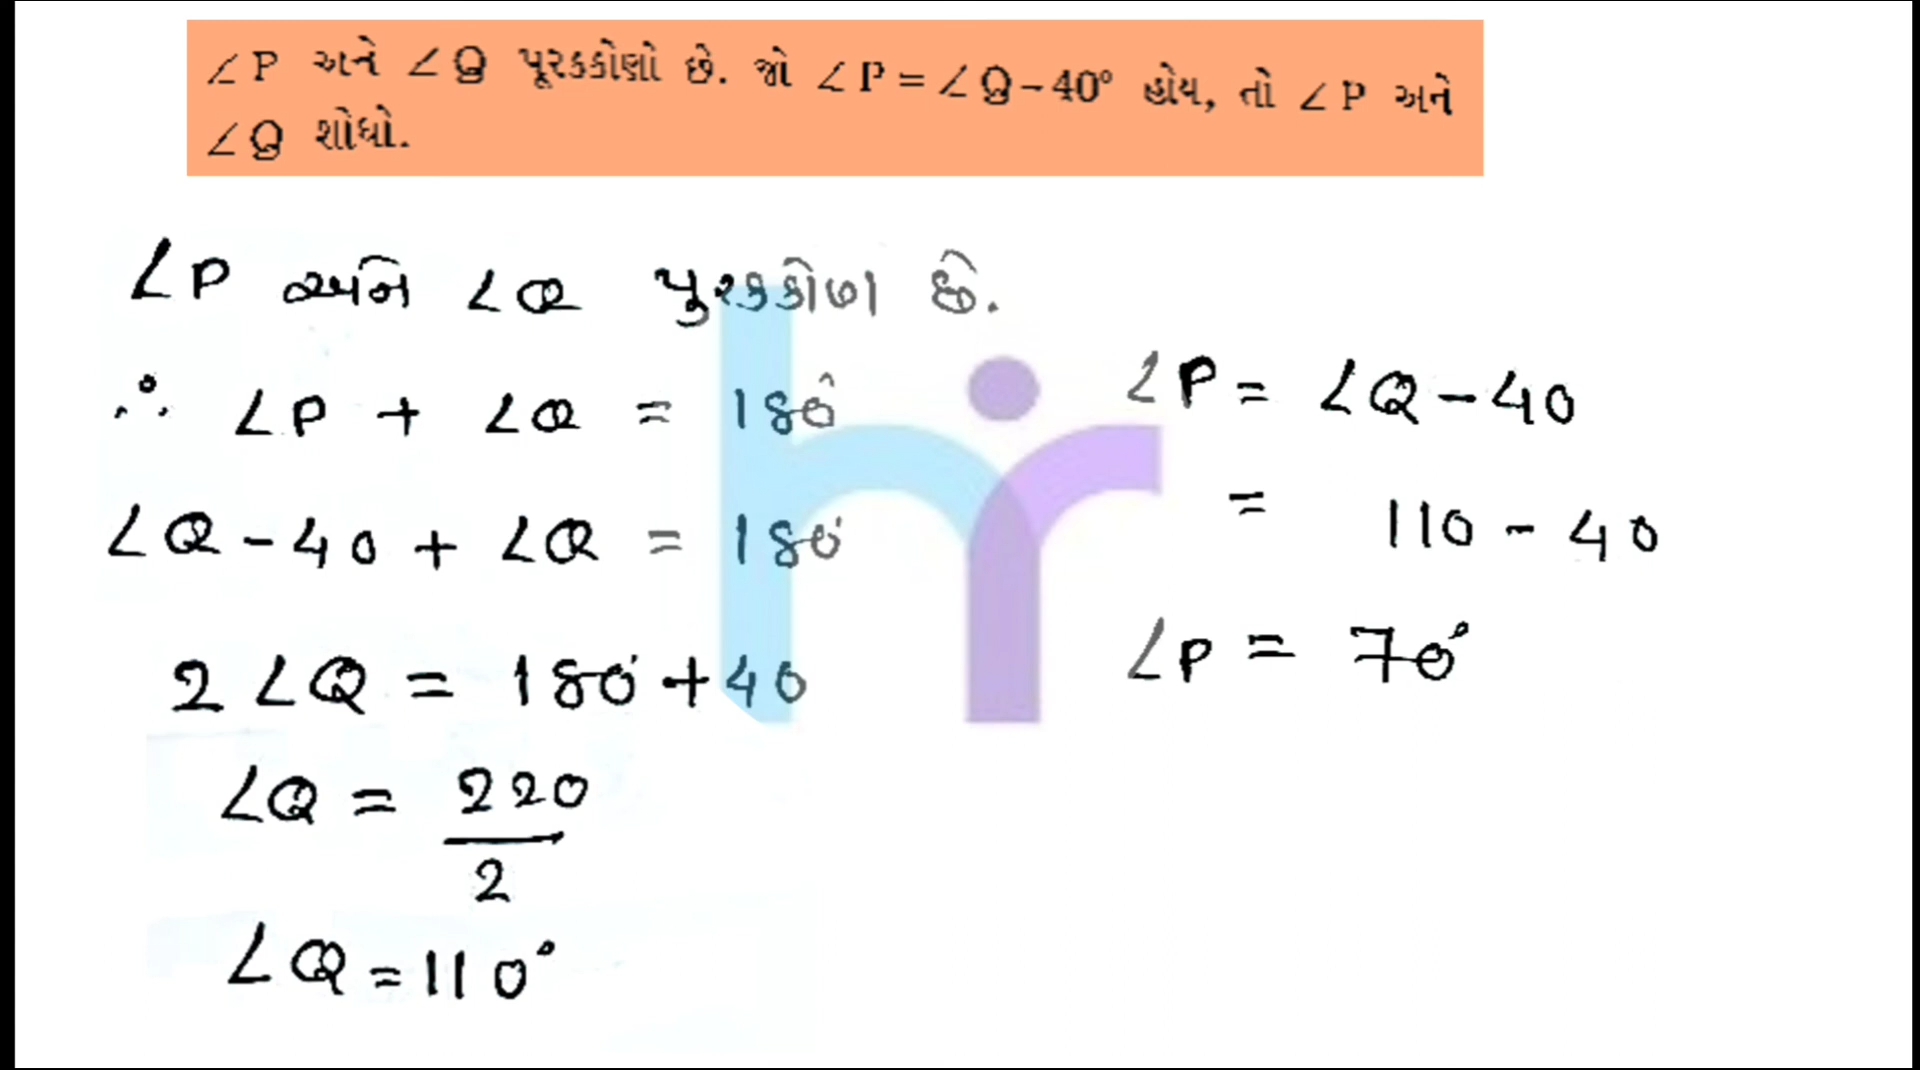 ∠P અને ∠Q પૂરકકોણો છે. જો ∠P = ∠Q – 40° હોય, તો ∠P અને
∠Q શોધો.
∠P અને ∠Q પુરકકોણ છે.
∴ ∠P + ∠Q = 180°
∠Q - 40 + ∠Q = 180°
2 ∠Q = 180° + 40
∠Q = 220
2
∠Q = 110°
∠P = ∠Q - 40
= 110 - 40
∠P = 70°